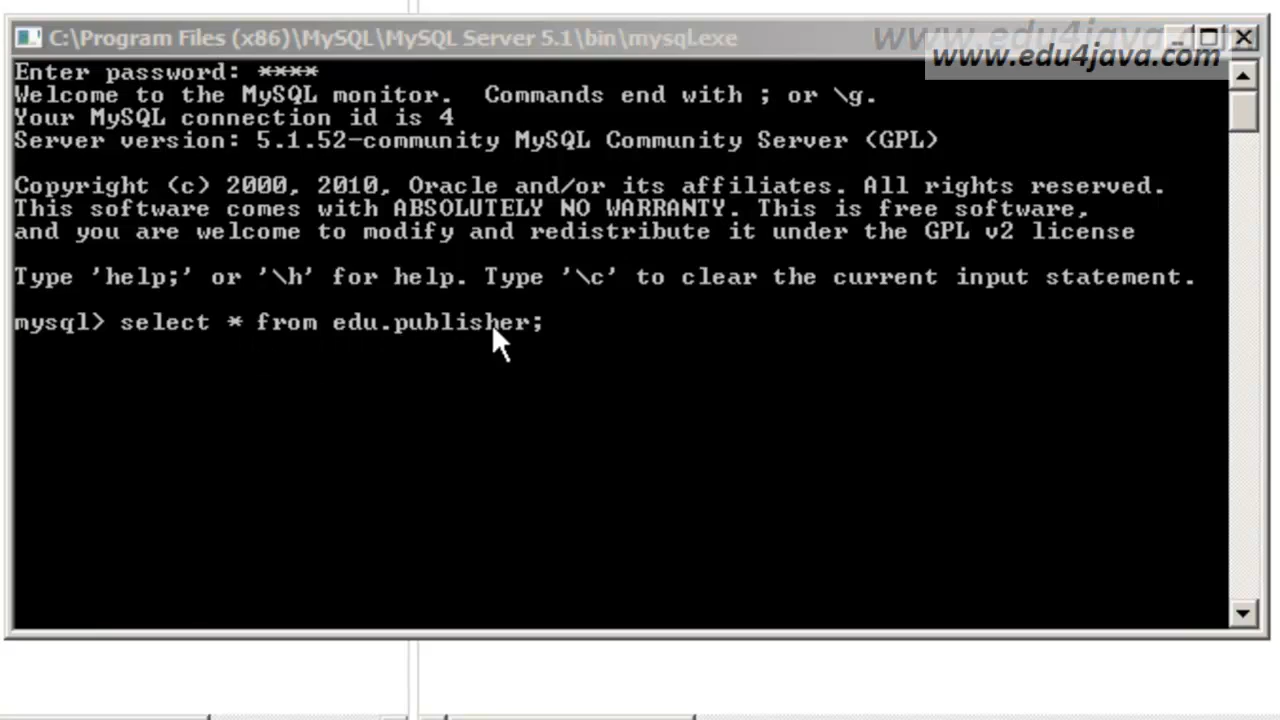 www.edu4java.com
C:\Program Files (x86)\MySQL\MySQL Server 5.1\bin\mysql.exe
www.edu4java.com
Enter password: ****
Welcome to the MySQL monitor.  Commands end with ; or \g.
Your MySQL connection id is 4
Server version: 5.1.52-community MySQL Community Server (GPL)
Copyright (c) 2000, 2010, Oracle and/or its affiliates. All rights reserved.
This software comes with ABSOLUTELY NO WARRANTY. This is free software,
and you are welcome to modify and redistribute it under the GPL v2 license
Type 'help;' or '\h' for help. Type '\c' to clear the current input statement.
mysql> select * from edu.publisher;